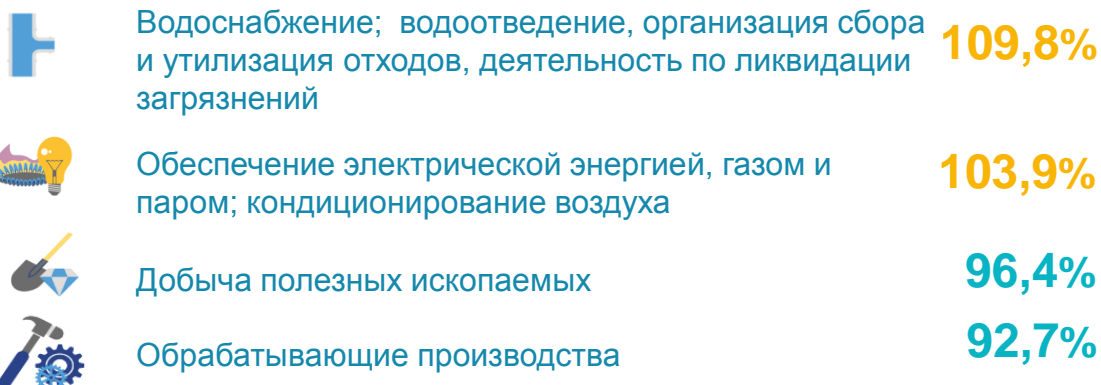 Водоснабжение; водоотведение, организация сбора
и утилизация отходов, деятельность по ликвидации
загрязнений
109,8%
Обеспечение электрической энергией, газом и
паром; кондиционирование воздуха
103,9%
Добыча полезных ископаемых
96,4%
Обрабатывающие производства
92,7%